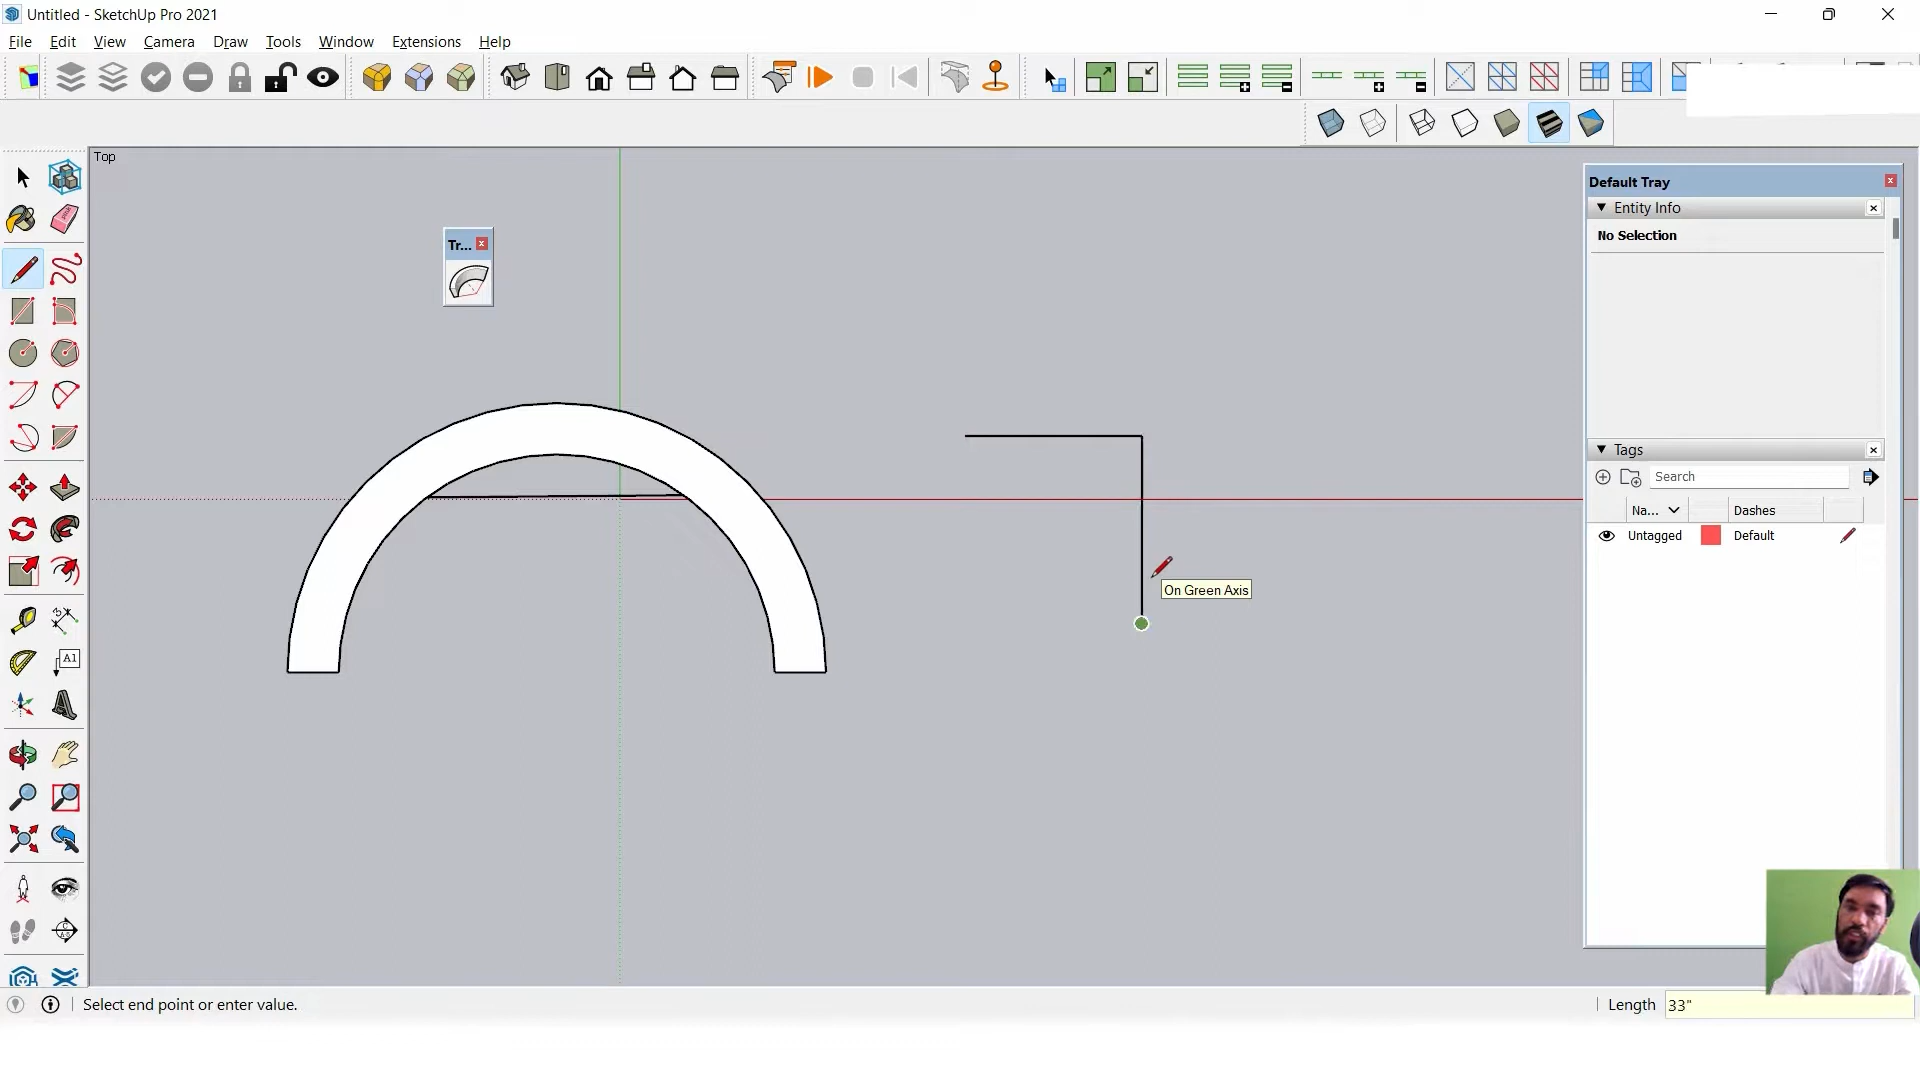 Untitled - SketchUp Pro 2021
File Edit View Camera Draw Tools Window Extensions Help
Top
Tr...
Default Tray
Entity Info
No Selection
Tags
Search
Na... Dashes
Untagged Default
On Green Axis
A1
Select end point or enter value.
Length 33"